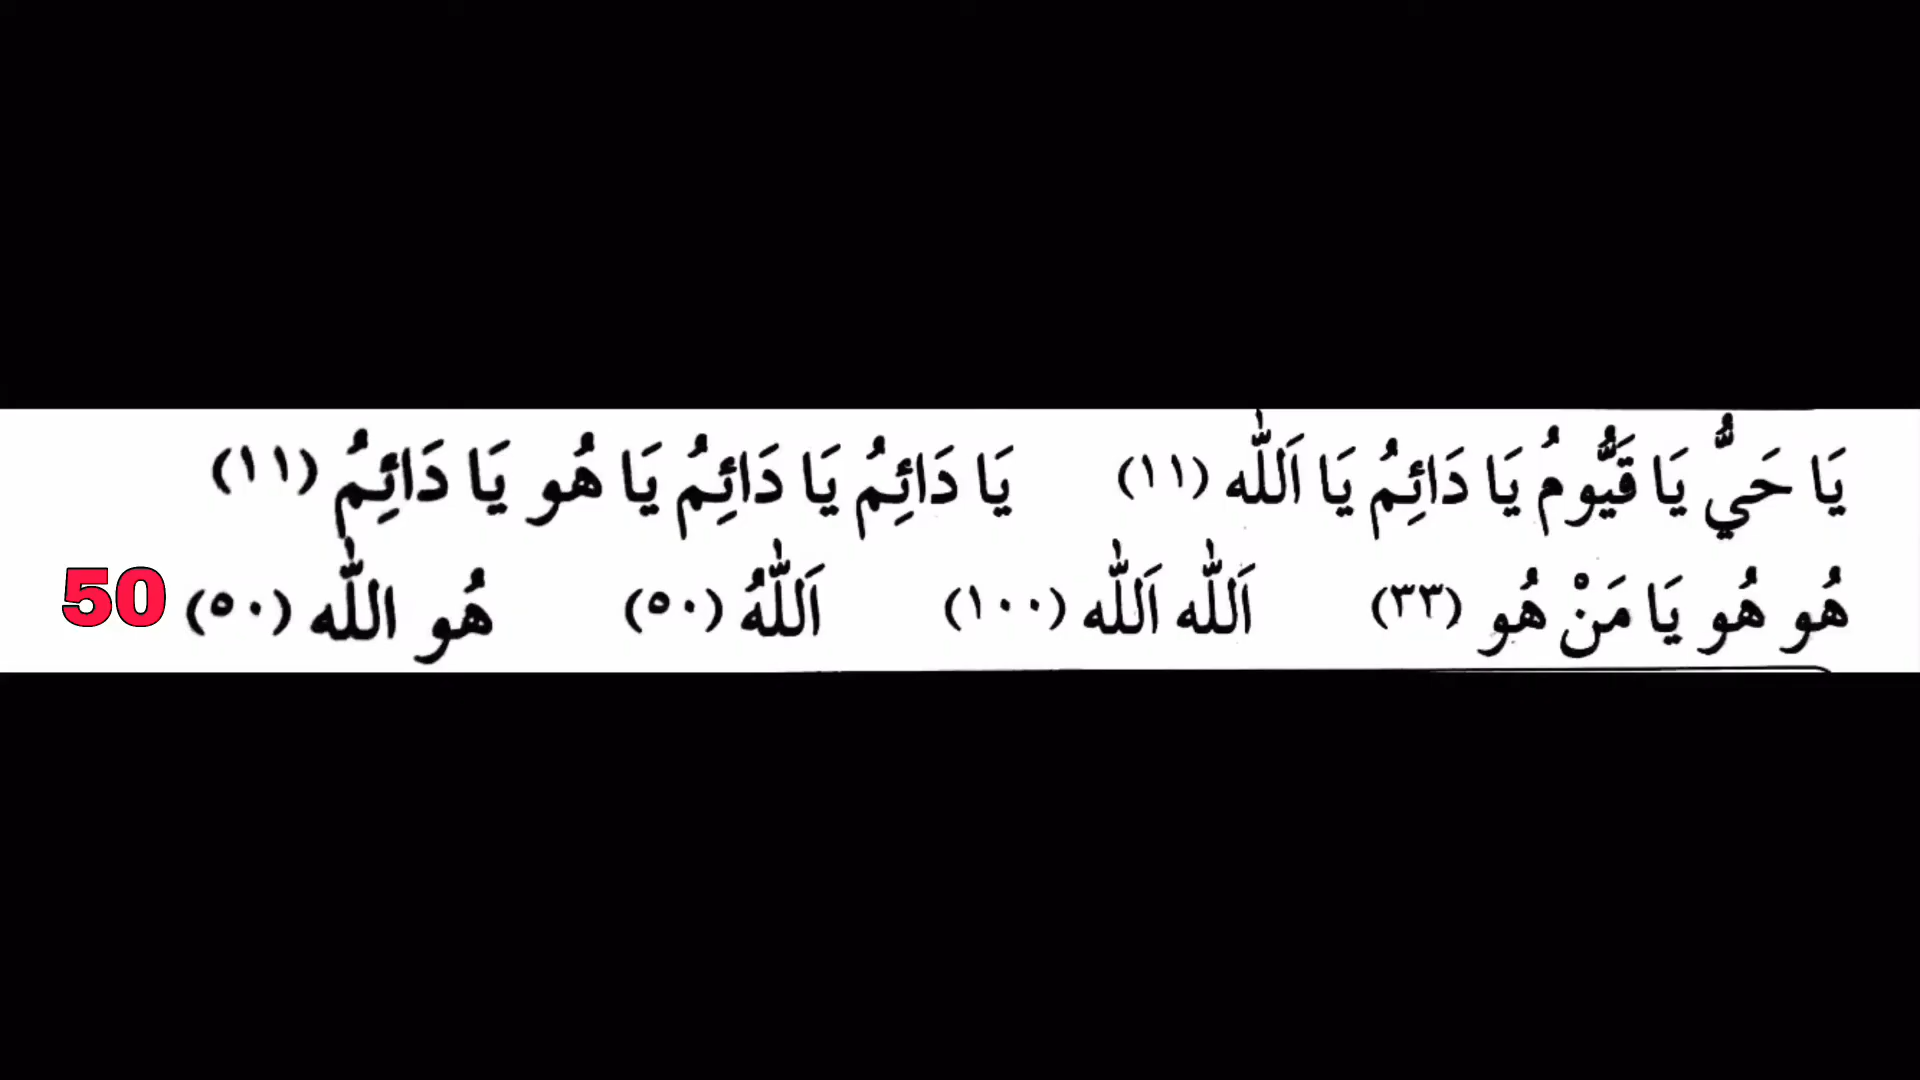 يَا حَيُّ يَا قَيُّومُ يَا دَائِمُ يَا اَللّٰه (١١) يَا دَائِمُ يَا دَائِمُ يَا هُو يَا دَائِمُ (١١)
هُو هُو يَا مَنْ هُو (٣٣) اَللّٰه اَللّٰه (١٠٠) اَللّٰهُ (٥٠) هُو اللّٰه (٥٠) 50